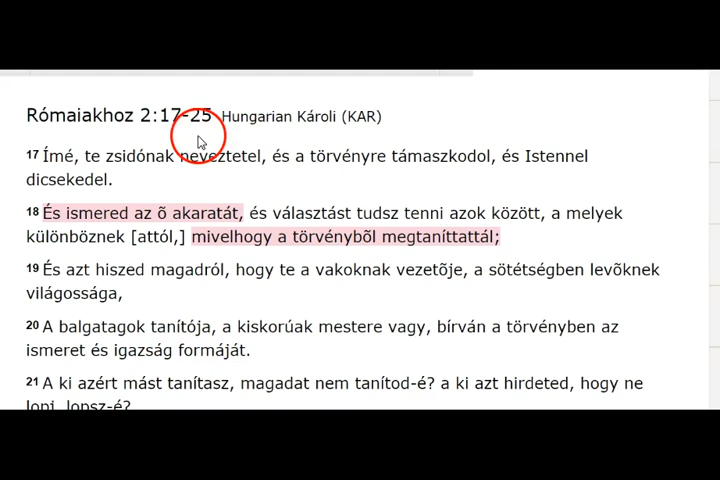 Rómaiakhoz 2:17-25 Hungarian Károli (KAR)
17 Ímé, te zsidónak neveztetel, és a törvényre támaszkodol, és Istennel
dicsekedel.
18 És ismered az õ akaratát, és választást tudsz tenni azok között, a melyek
különböznek [attól,] mivelhogy a törvénybõl megtaníttattál;
19 És azt hiszed magadról, hogy te a vakoknak vezetõje, a sötétségben levõknek
világossága,
20 A balgatagok tanítója, a kiskorúak mestere vagy, bírván a törvényben az
ismeret és igazság formáját.
21 A ki azért mást tanítasz, magadat nem tanítod-é? a ki azt hirdeted, hogy ne
lopj, lopsz-é?